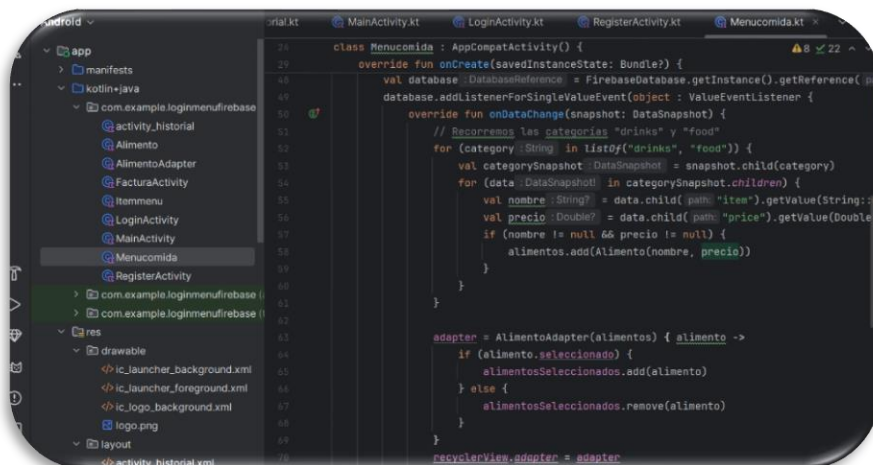 Android
app
manifests
kotlin+java
com.example.loginmenufirebase
activity_historial
Alimento
AlimentoAdapter
FacturaActivity
Itemmenu
LoginActivity
MainActivity
Menucomida
RegisterActivity
com.example.loginmenufirebase
com.example.loginmenufirebase
res
drawable
ic_launcher_background.xml
ic_launcher_foreground.xml
ic_logo_background.xml
logo.png
layout
activity_historial.xml
orial.kt MainActivity.kt LoginActivity.kt RegisterActivity.kt Menucomida.kt
8 22
24 class Menucomida : AppCompatActivity() {
29 override fun onCreate(savedInstanceState: Bundle?) {
48 val database : DatabaseReference = FirebaseDatabase.getInstance().getReference(
49 database.addListenerForSingleValueEvent(object : ValueEventListener {
50 override fun onDataChange(snapshot: DataSnapshot) {
51 // Recorremos las categorías "drinks" y "food"
52 for (category : String in listOf("drinks", "food")) {
53 val categorySnapshot : DataSnapshot = snapshot.child(category)
54 for (data : DataSnapshot! in categorySnapshot.children) {
55 val nombre : String? = data.child( path: "item").getValue(String::
56 val precio : Double? = data.child( path: "price").getValue(Double
57 if (nombre != null && precio != null) {
58 alimentos.add(Alimento(nombre, precio))
59 }
60 }
61 }
62
63 adapter = AlimentoAdapter(alimentos) { alimento ->
64 if (alimento.seleccionado) {
65 alimentosSeleccionados.add(alimento)
66 } else {
67 alimentosSeleccionados.remove(alimento)
68 }
69 }
70 recyclerView.adapter = adapter